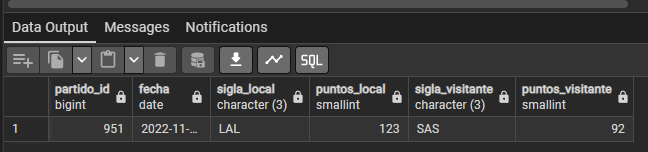 Data Output Messages Notifications
SQL
partido_id fecha sigla_local puntos_local sigla_visitante puntos_visitante
bigint date character (3) smallint character (3) smallint
1 951 2022-11-... LAL 123 SAS 92